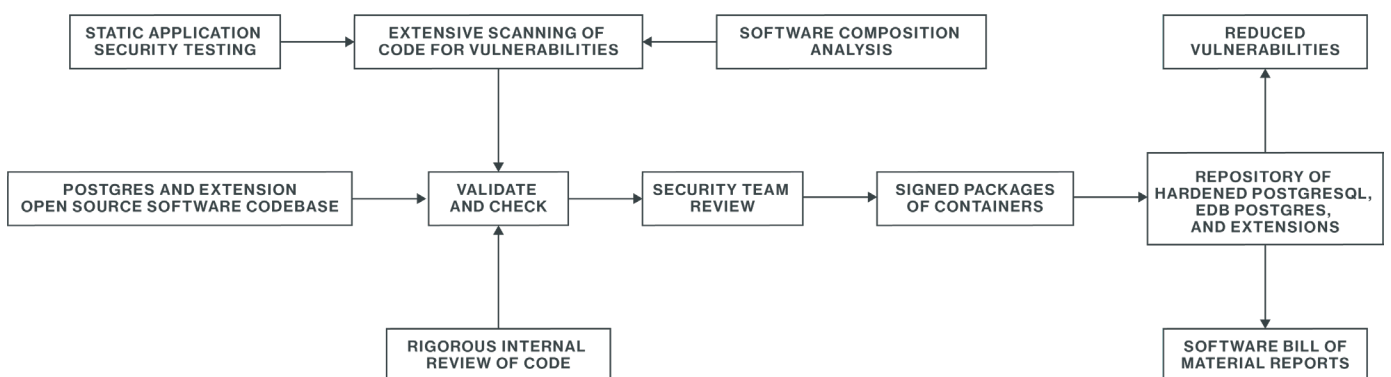 STATIC APPLICATION
SECURITY TESTING
EXTENSIVE SCANNING OF
CODE FOR VULNERABILITIES
SOFTWARE COMPOSITION
ANALYSIS
REDUCED
VULNERABILITIES
POSTGRES AND EXTENSION
OPEN SOURCE SOFTWARE CODEBASE
VALIDATE
AND CHECK
SECURITY TEAM
REVIEW
SIGNED PACKAGES
OF CONTAINERS
REPOSITORY OF
HARDENED POSTGRESQL,
EDB POSTGRES,
AND EXTENSIONS
RIGOROUS INTERNAL
REVIEW OF CODE
SOFTWARE BILL OF
MATERIAL REPORTS